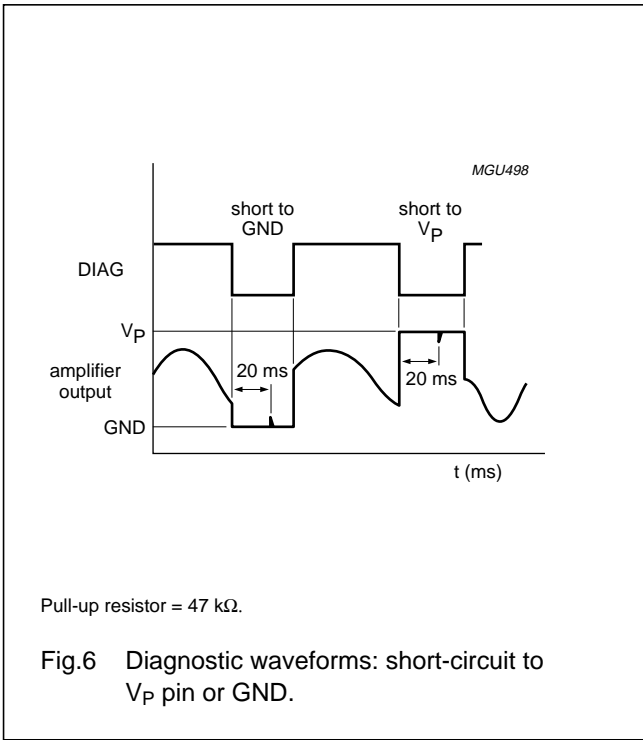 MGU498
short to
GND
short to
VP
DIAG
VP
amplifier
output
20 ms
20 ms
GND
t (ms)
Pull-up resistor = 47 kΩ.
Fig.6 Diagnostic waveforms: short-circuit to
VP pin or GND.